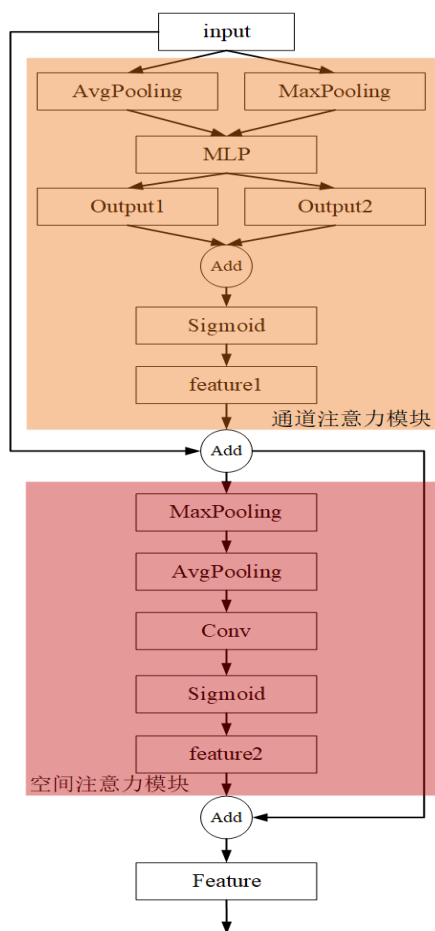 input
AvgPooling
MaxPooling
MLP
Output1
Output2
Add
Sigmoid
feature1
通道注意力模块
Add
MaxPooling
AvgPooling
Conv
Sigmoid
feature2
空间注意力模块
Add
Feature